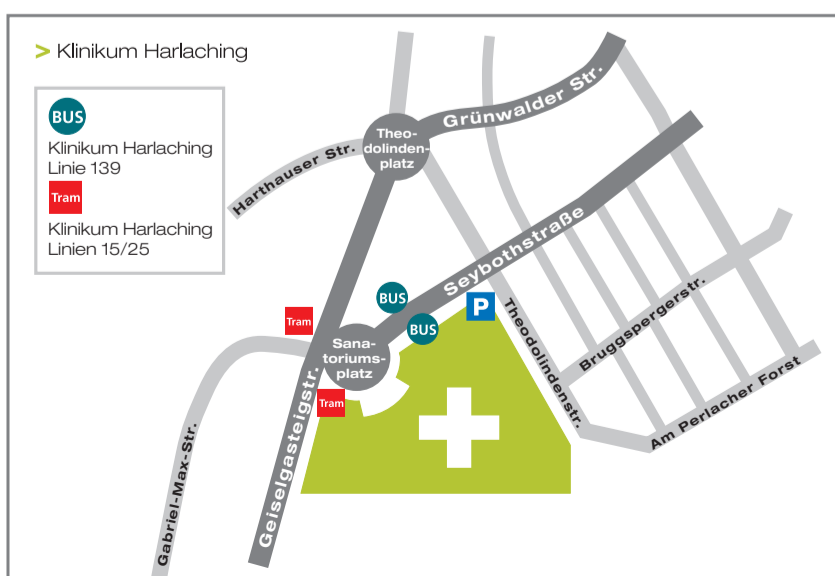 > Klinikum Harlaching
BUS
Klinikum Harlaching
Linie 139
Tram
Klinikum Harlaching
Linien 15/25
Theo-
dolinden-
platz
Grünwalder Str.
Harthauser Str.
Seybothstraße
BUS
BUS
P
Tram
Sana-
toriums-
platz
Tram
Theodolindenstr.
Bruggspergerstr.
Am Perlacher Forst
Geiselgasteigstr.
Gabriel-Max-Str.